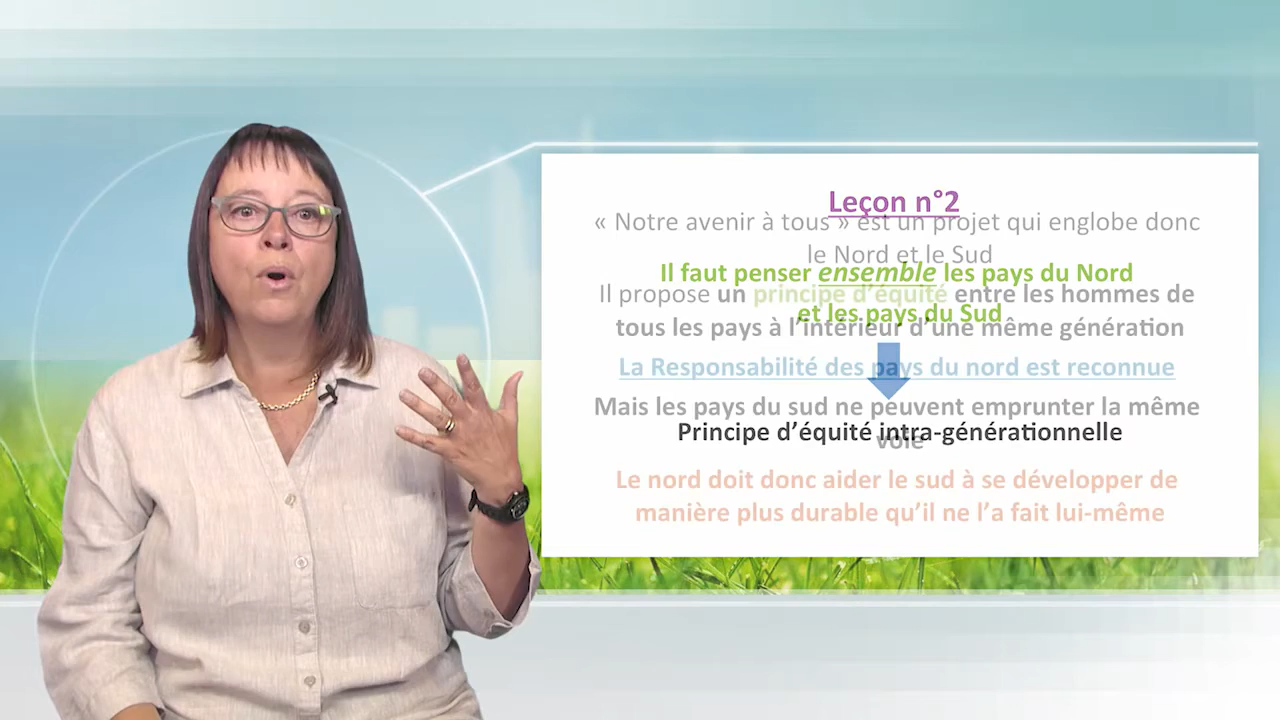 Leçon n°2
« Notre avenir à tous » est un projet qui englobe donc
le Nord et le Sud
Il faut penser ensemble les pays du Nord
Il propose un principe d’équité entre les hommes de
et les pays du Sud
tous les pays à l’intérieur d’une même génération
La Responsabilité des pays du nord est reconnue
Mais les pays du sud ne peuvent emprunter la même
Principe d’équité intra-générationnelle
voie
Le nord doit donc aider le sud à se développer de
manière plus durable qu’il ne l’a fait lui-même